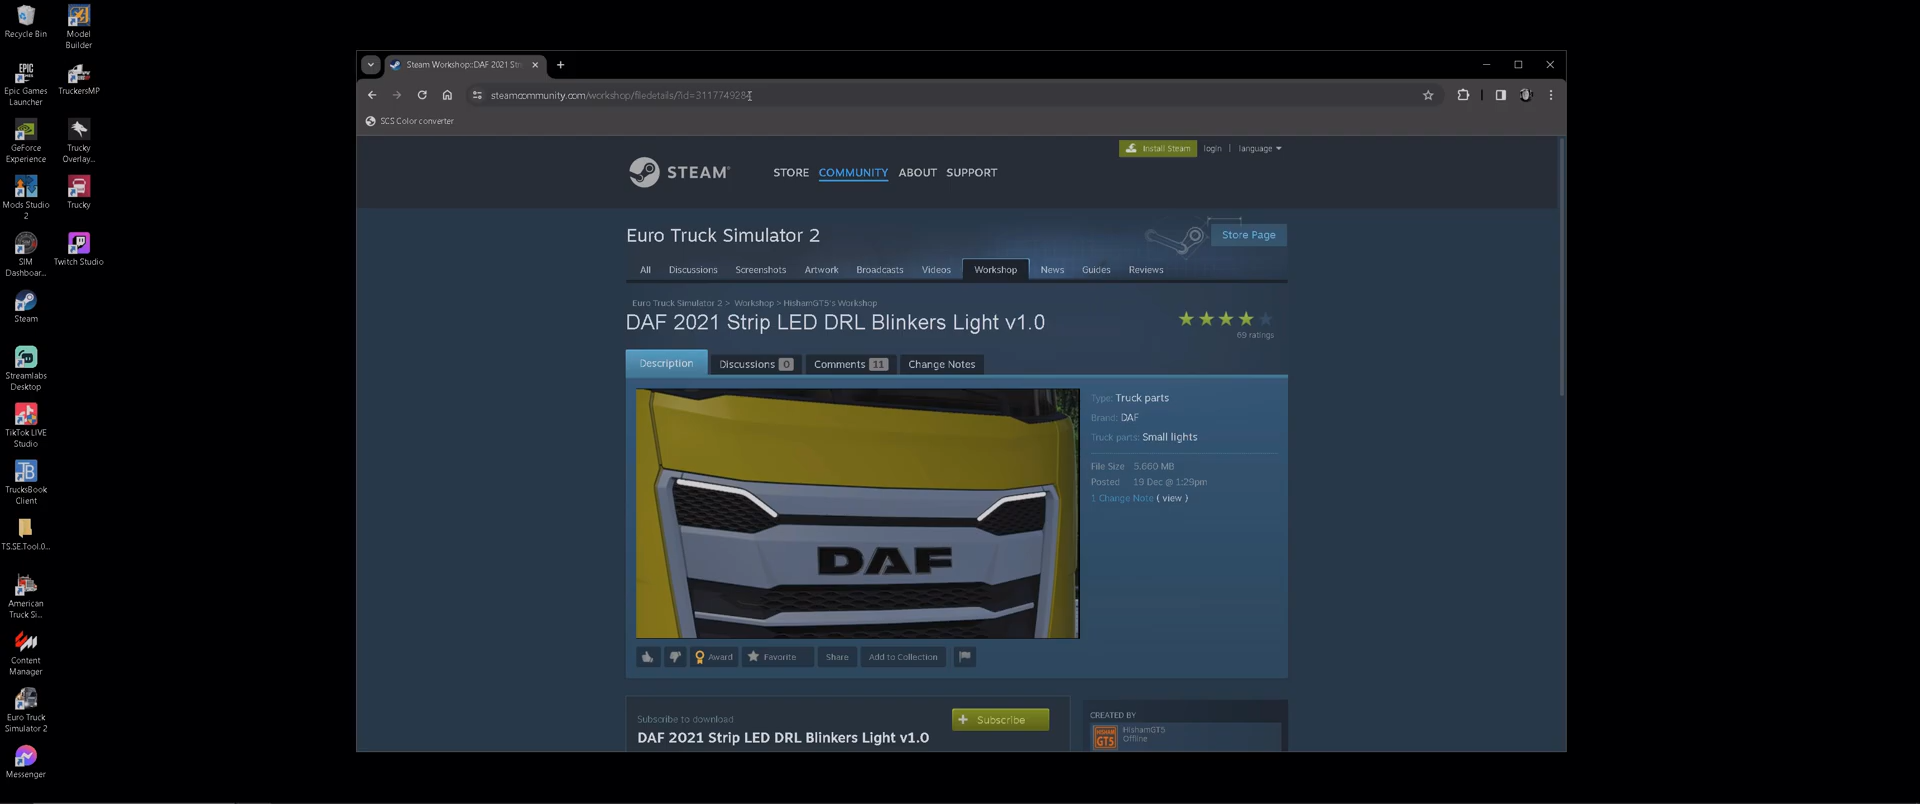 Recycle Bin
Model Builder
Epic Games Launcher
TruckersMP
GeForce Experience
Trucky Overlay...
Mods Studio 2
Trucky
SIM Dashboar...
Twitch Studio
Steam
Streamlabs Desktop
TikTok LIVE Studio
TrucksBook Client
TS.SE.Tool.0...
American Truck Si...
Content Manager
Euro Truck Simulator 2
Messenger
Steam Workshop::DAF 2021 Str
steamcommunity.com/workshop/filedetails/?id=3117749284
SCS Color converter
Install Steam login | language
STEAM®
STORE COMMUNITY ABOUT SUPPORT
Euro Truck Simulator 2
Store Page
All Discussions Screenshots Artwork Broadcasts Videos Workshop News Guides Reviews
Euro Truck Simulator 2 > Workshop > HishamGT5's Workshop
DAF 2021 Strip LED DRL Blinkers Light v1.0
69 ratings
Description Discussions 0 Comments 11 Change Notes
DAF
Type: Truck parts
Brand: DAF
Truck parts: Small lights
File Size 5.660 MB
Posted 19 Dec @ 1:29pm
1 Change Note ( view )
Award Favorite Share Add to Collection
Subscribe to download
DAF 2021 Strip LED DRL Blinkers Light v1.0
Subscribe
CREATED BY
HISHAM GT5
HishamGT5
Offline